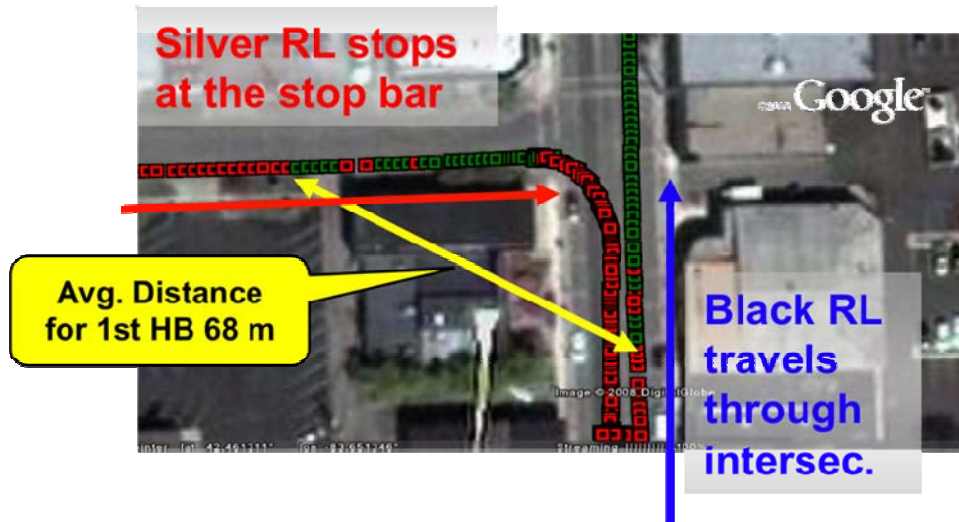 Silver RL stops
at the stop bar
Google
Avg. Distance
for 1st HB 68 m
Black RL
travels
through
intersec.
Image © 2008 DigitalGlobe